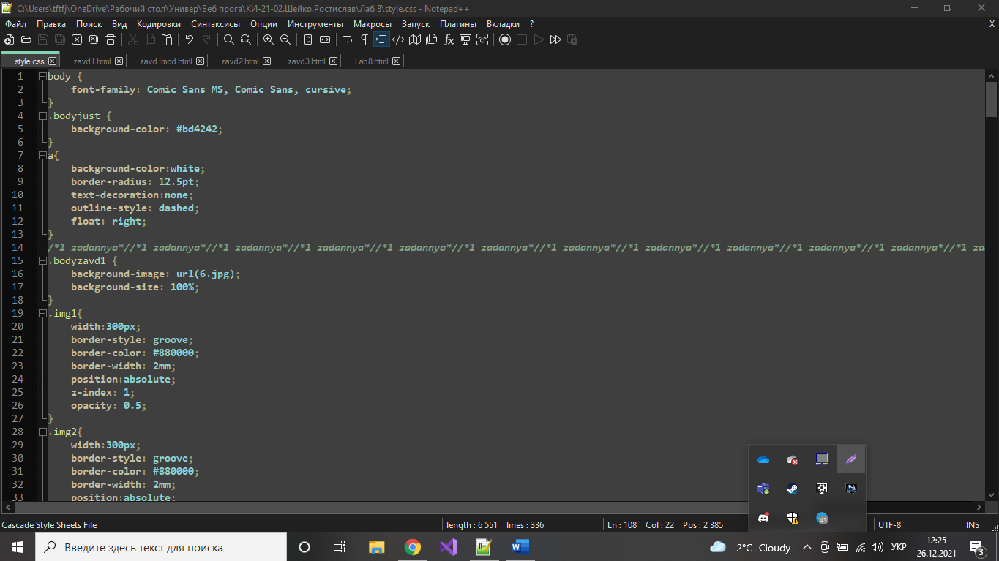 C:\Users\tftfj\OneDrive\Рабочий стол\Универ\Веб прога\КИ-21-02.Шейко.Ростислав\Лаб 8\style.css - Notepad++
Файл Правка Поиск Вид Кодировки Синтаксисы Опции Инструменты Макросы Запуск Плагины Вкладки ? X
style.css zavd1.html zavd1mod.html zavd2.html zavd3.html Lab8.html
1 body {
2 font-family: Comic Sans MS, Comic Sans, cursive;
3 }
4 .bodyjust {
5 background-color: #bd4242;
6 }
7 a{
8 background-color:white;
9 border-radius: 12.5pt;
10 text-decoration:none;
11 outline-style: dashed;
12 float: right;
13 }
14 /*1 zadannya*//*1 zadannya*//*1 zadannya*//*1 zadannya*//*1 zadannya*//*1 zadannya*//*1 zadannya*//*1 zadannya*//*1 zadannya*//*1 zadannya*//*1 zadannya*//*1 za
15 .bodyzavd1 {
16 background-image: url(6.jpg);
17 background-size: 100%;
18 }
19 .img1{
20 width:300px;
21 border-style: groove;
22 border-color: #880000;
23 border-width: 2mm;
24 position:absolute;
25 z-index: 1;
26 opacity: 0.5;
27 }
28 .img2{
29 width:300px;
30 border-style: groove;
31 border-color: #880000;
32 border-width: 2mm;
33 position:absolute;
43
Cascade Style Sheets File length : 6 551 lines : 336 Ln : 108 Col : 22 Pos : 2 385 UTF-8 INS
Введите здесь текст для поиска -2°C Cloudy УКР 12:25
26.12.2021 3